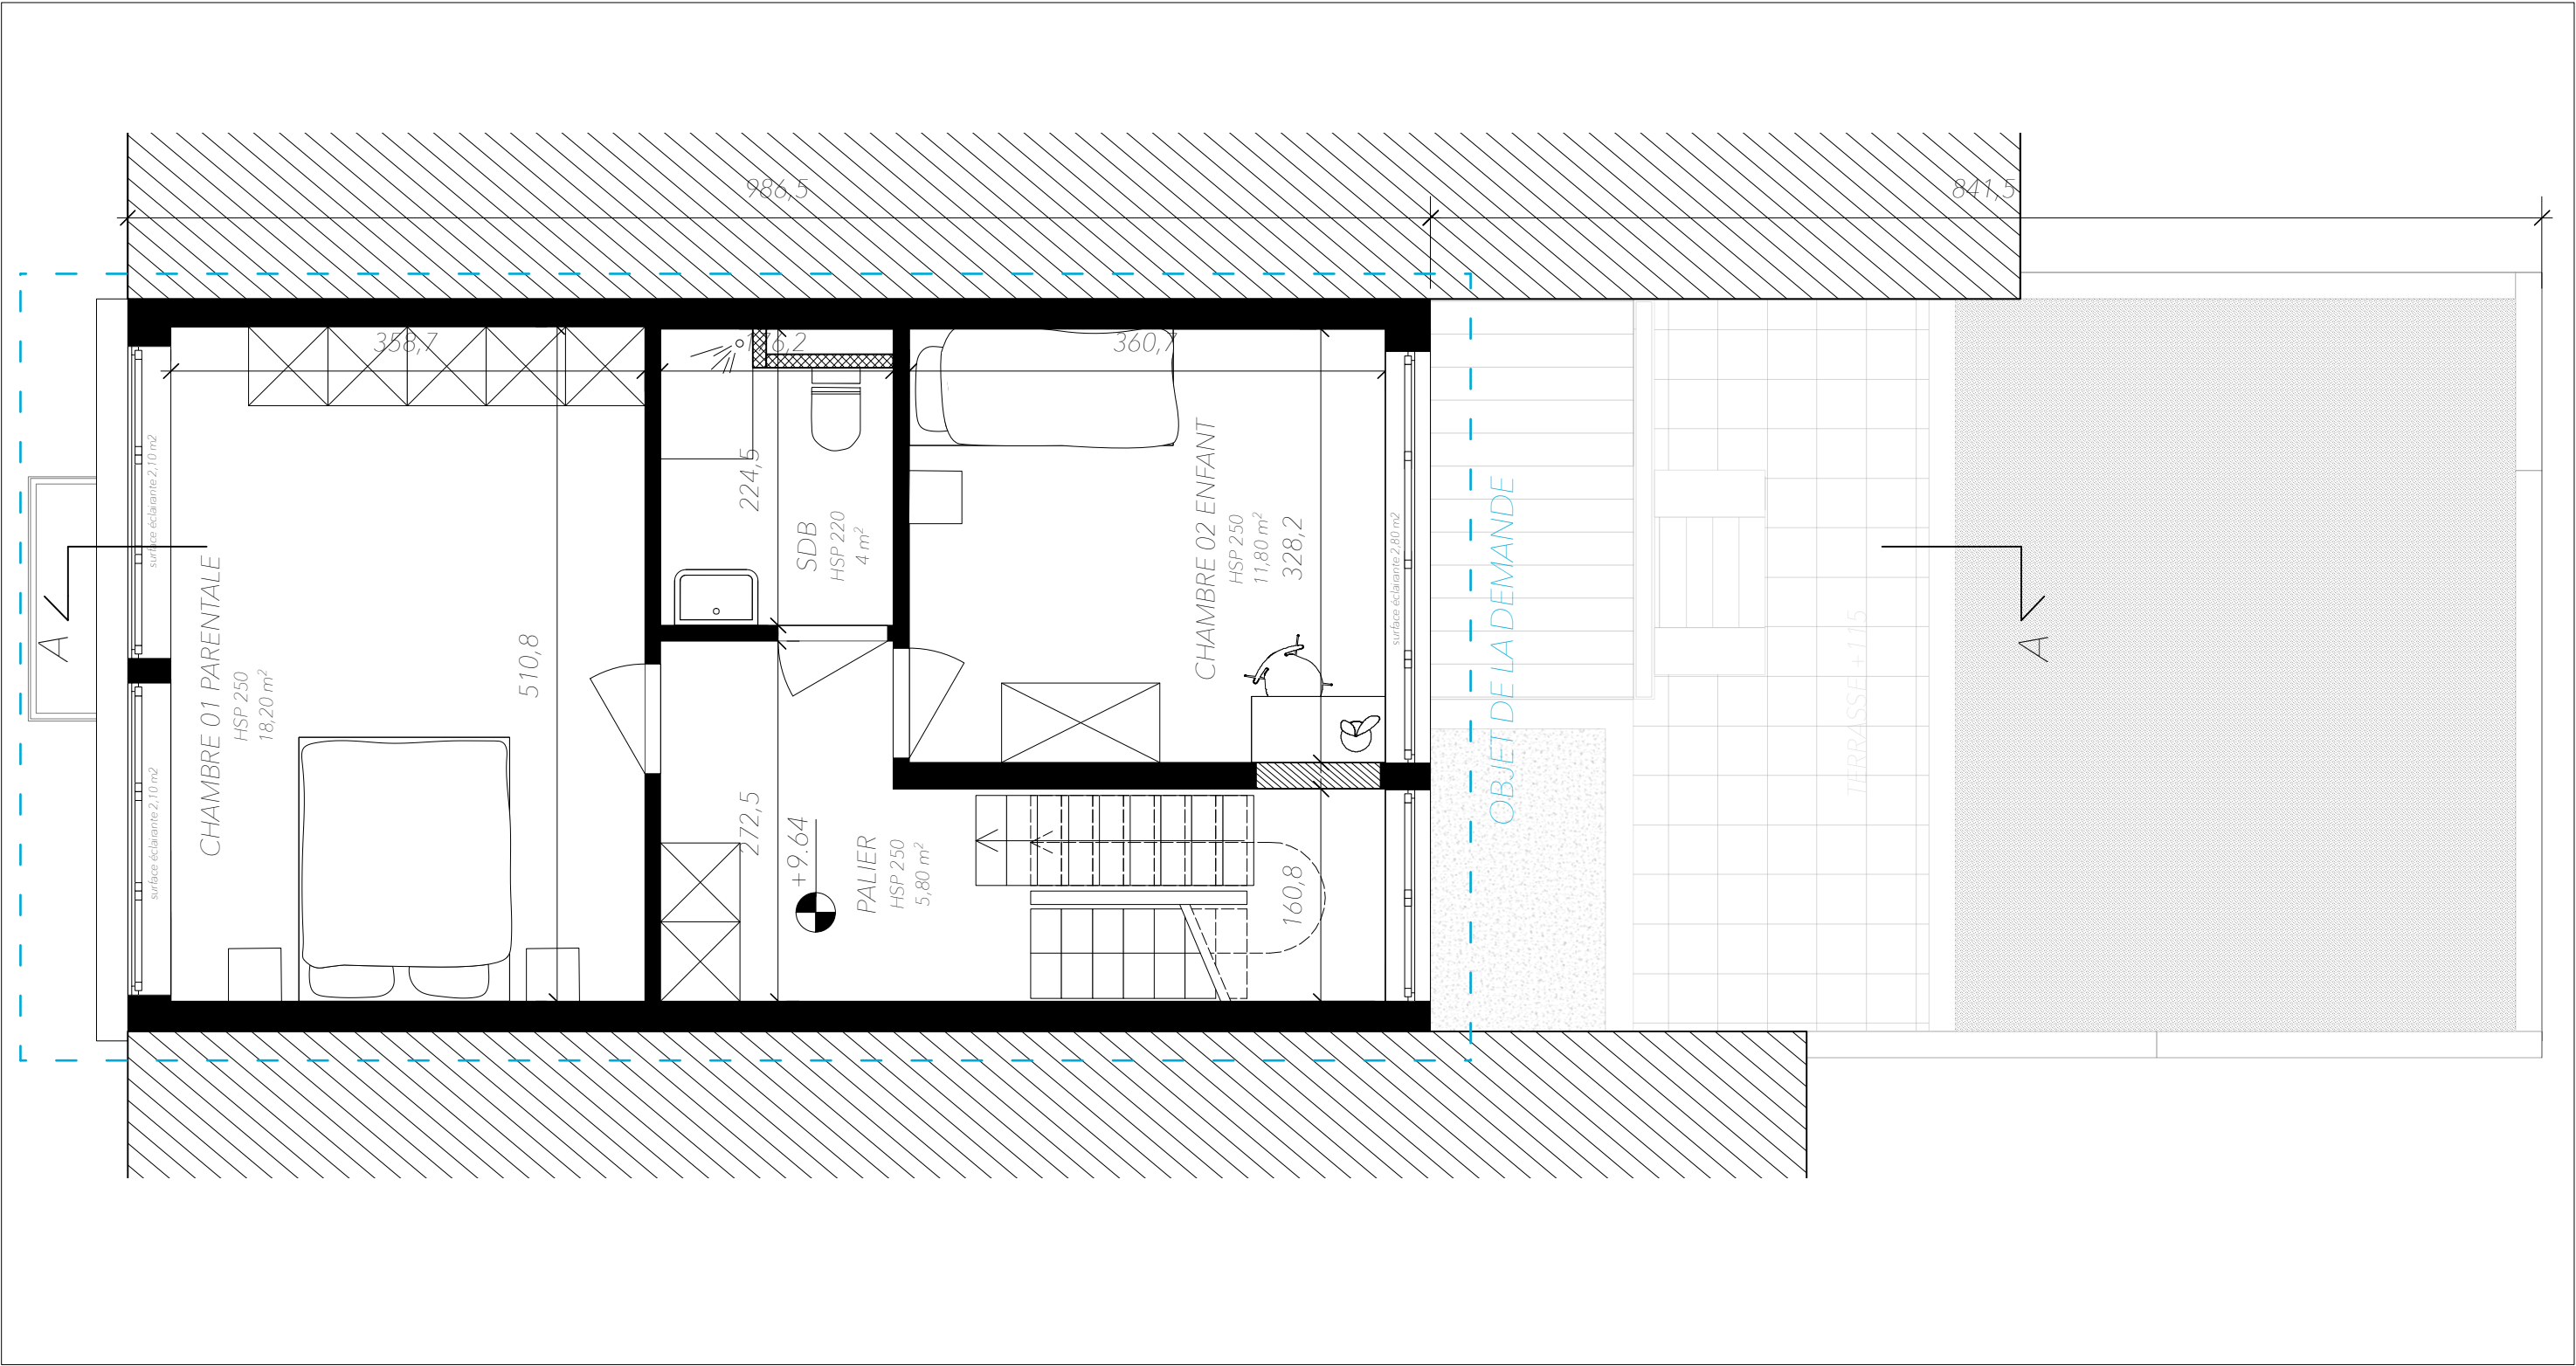 986,5
841,5
358,7
176,2
360,7
surface éclairante 2,10 m2
surface éclairante 2,10 m2
A
CHAMBRE 01 PARENTALE
HSP 250
18,20 m²
510,8
224,5
SDB
HSP 220
4 m²
272,5
+9.64
PALIER
HSP 250
5,80 m²
CHAMBRE 02 ENFANT
HSP 250
11,80 m²
328,2
160,8
surface éclairante 2,80 m2
OBJET DE LA DEMANDE
TERRASSE +115
A